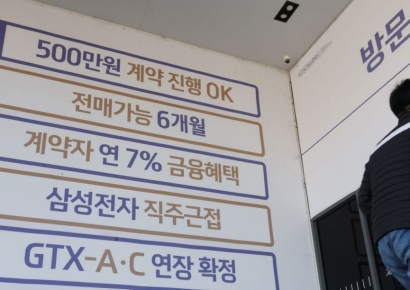 500만원 계약 진행 OK
전매가능 6개월
계약자 연 7% 금융혜택
삼성전자 직주근접
GTX-A·C 연장 확정
방문